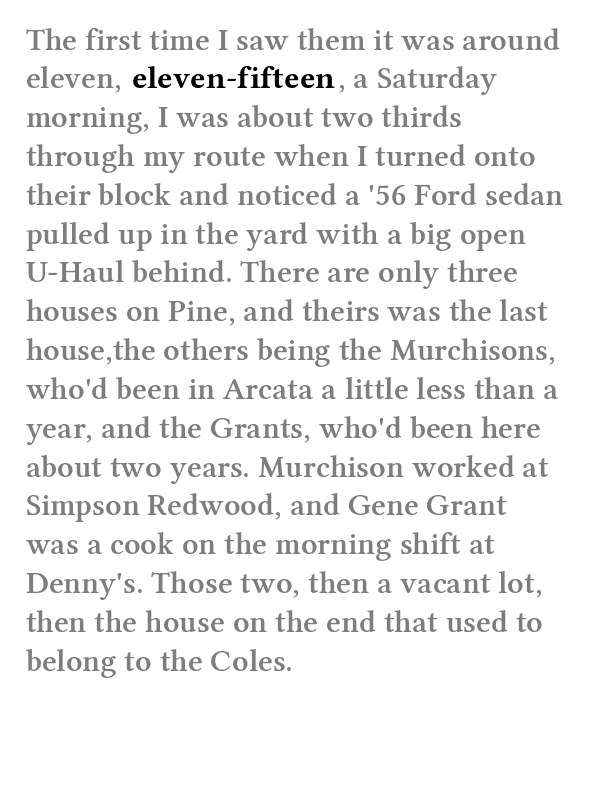 The first time I saw them it was around
eleven, eleven-fifteen, a Saturday
morning, I was about two thirds
through my route when I turned onto
their block and noticed a '56 Ford sedan
pulled up in the yard with a big open
U-Haul behind. There are only three
houses on Pine, and theirs was the last
house,the others being the Murchisons,
who'd been in Arcata a little less than a
year, and the Grants, who'd been here
about two years. Murchison worked at
Simpson Redwood, and Gene Grant
was a cook on the morning shift at
Denny's. Those two, then a vacant lot,
then the house on the end that used to
belong to the Coles.